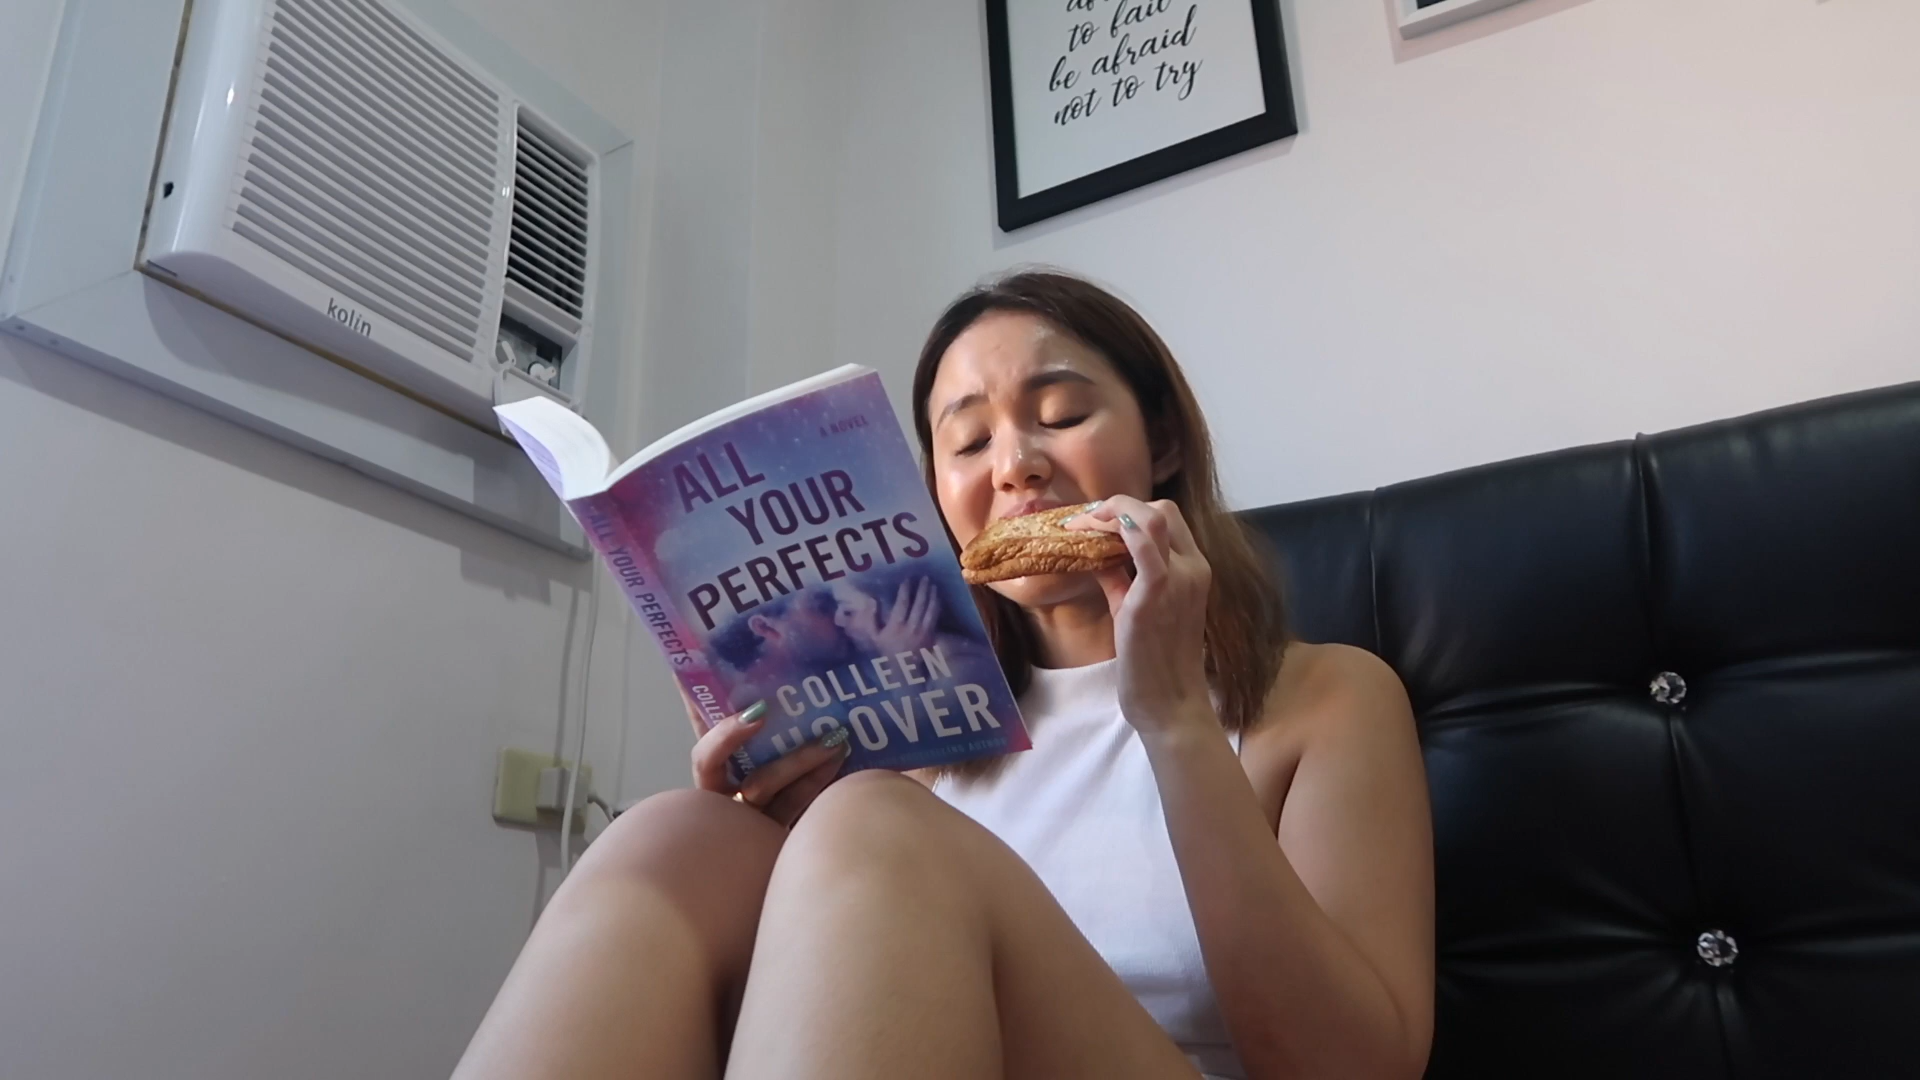 to fail
be afraid
not to try
kolin
A NOVEL
ALL
YOUR
PERFECTS
COLLEEN
HOOVER
ALL YOUR PERFECTS